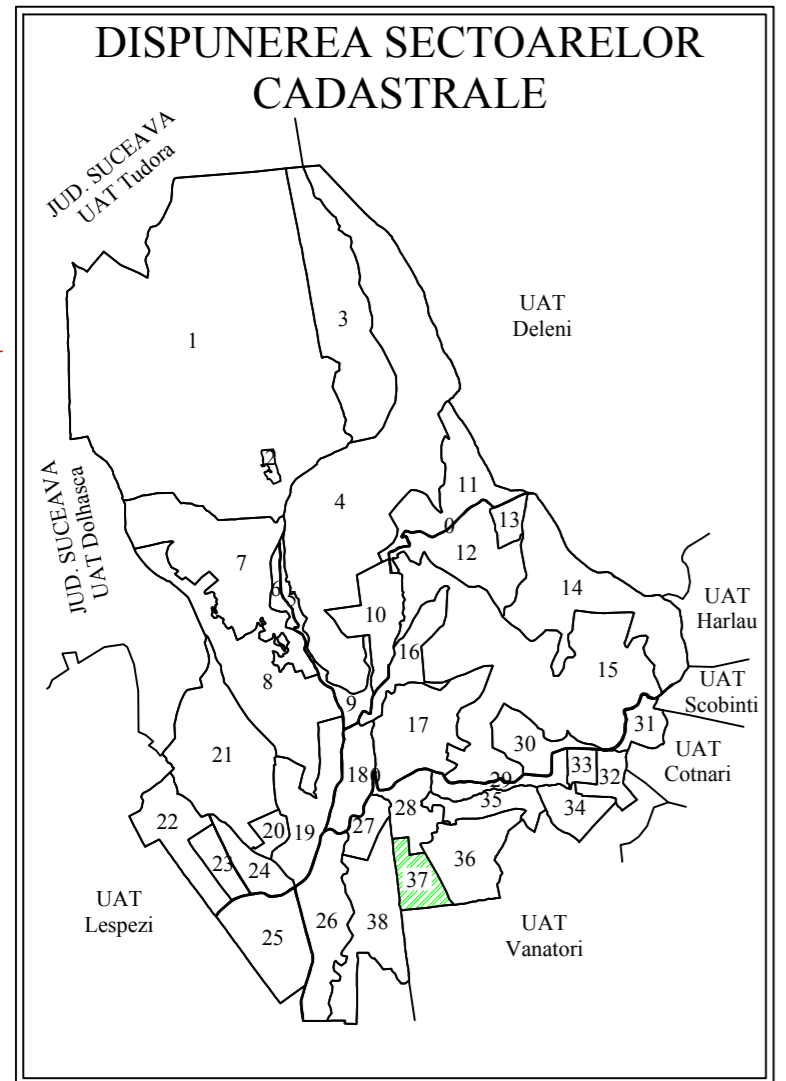 DISPUNEREA SECTOARELOR
CADASTRALE
JUD. SUCEAVA
UAT Tudora
UAT
Deleni
3
1
2
JUD. SUCEAVA
UAT Dolhasca
4
11
0
13
12
7
6
5
14
10
UAT
Harlau
16
15
8
UAT
Scobinti
9
17
31
30
21
UAT
Cotnari
18
0
33
32
29
35
28
34
22
27
20
19
23
24
36
37
UAT
Lespezi
26
38
25
UAT
Vanatori